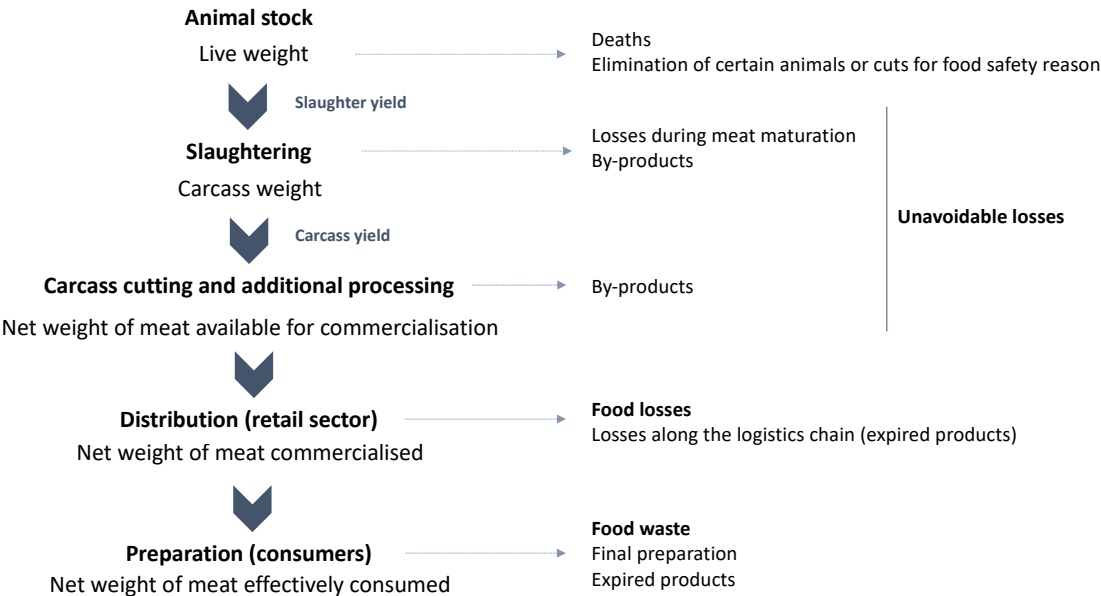 Animal stock
Live weight
Deaths
Elimination of certain animals or cuts for food safety reason
Slaughter yield
Slaughtering
Carcass weight
Losses during meat maturation
By-products
Unavoidable losses
Carcass yield
Carcass cutting and additional processing
By-products
Net weight of meat available for commercialisation
Distribution (retail sector)
Net weight of meat commercialised
Food losses
Losses along the logistics chain (expired products)
Preparation (consumers)
Net weight of meat effectively consumed
Food waste
Final preparation
Expired products